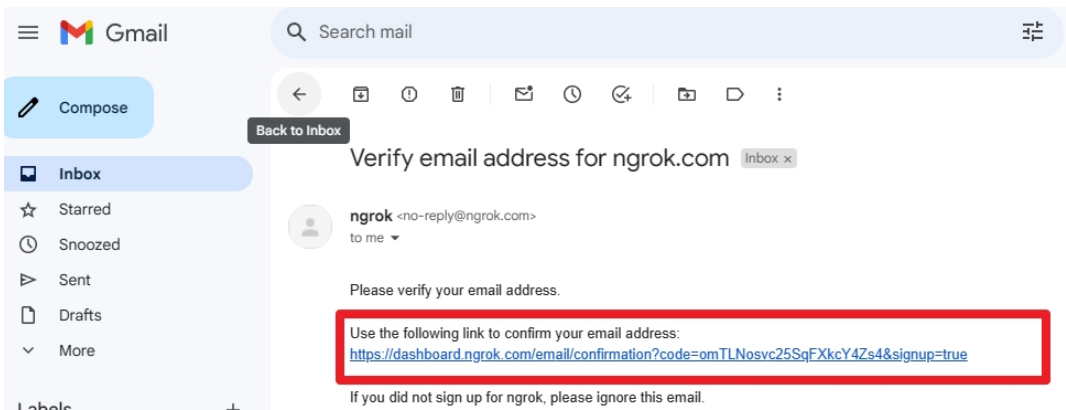 Gmail
Search mail
Compose
Back to Inbox
Verify email address for ngrok.com Inbox ×
Inbox
Starred
ngrok <no-reply@ngrok.com>
to me
Snoozed
Sent
Please verify your email address.
Drafts
Use the following link to confirm your email address:
More
https://dashboard.ngrok.com/email/confirmation?code=omTLNosvc25SqFXkcY4Zs4&signup=true
If you did not sign up for ngrok, please ignore this email.
Labels +